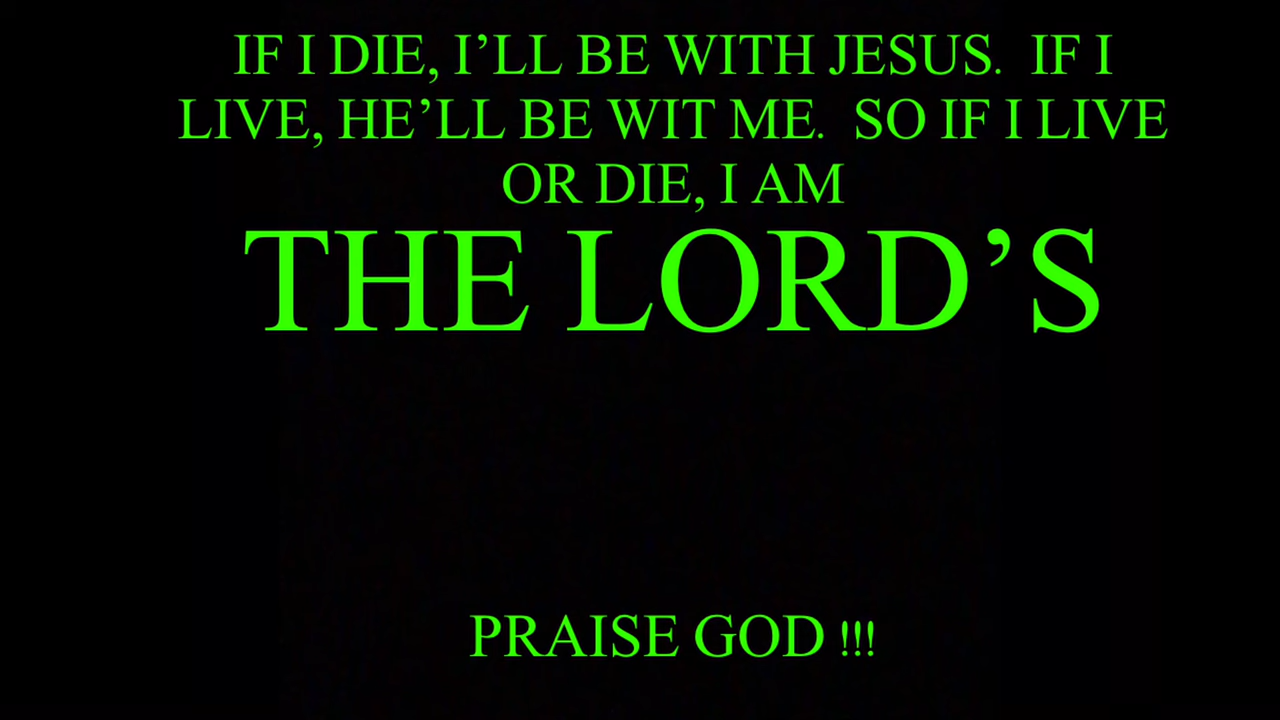 IF I DIE, I’LL BE WITH JESUS.  IF I
LIVE, HE’LL BE WIT ME.  SO IF I LIVE
OR DIE, I AM
THE LORD’S
PRAISE GOD !!!